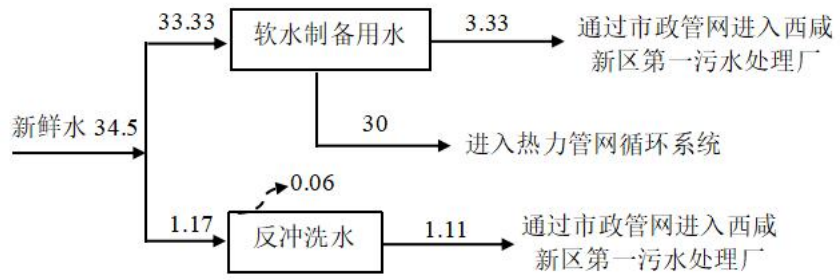 33.33
软水制备用水
3.33
通过市政管网进入西咸
新区第一污水处理厂
新鲜水 34.5
30
进入热力管网循环系统
0.06
1.17
反冲洗水
1.11
通过市政管网进入西咸
新区第一污水处理厂